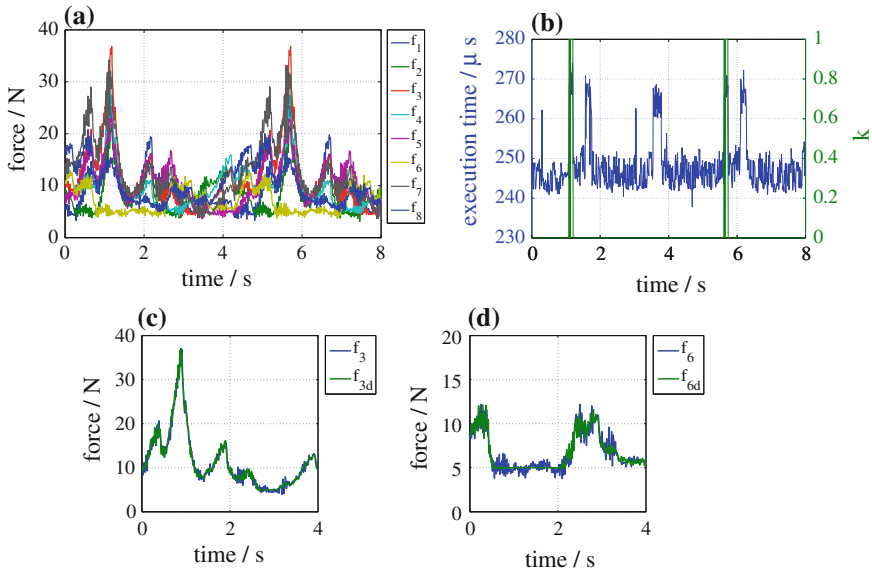 (a)
force / N
40
30
20
10
0
0 2 4 6 8
time / s
f1
f2
f3
f4
f5
f6
f7
f8
(b)
execution time / μ s
280
270
260
250
240
230
0 2 4 6 8
time / s
1
0.8
0.6
0.4
0.2
0
k
(c)
force / N
40
30
20
10
0
0 2 4
time / s
f3
f3d
(d)
force / N
20
15
10
5
0
0 2 4
time / s
f6
f6d